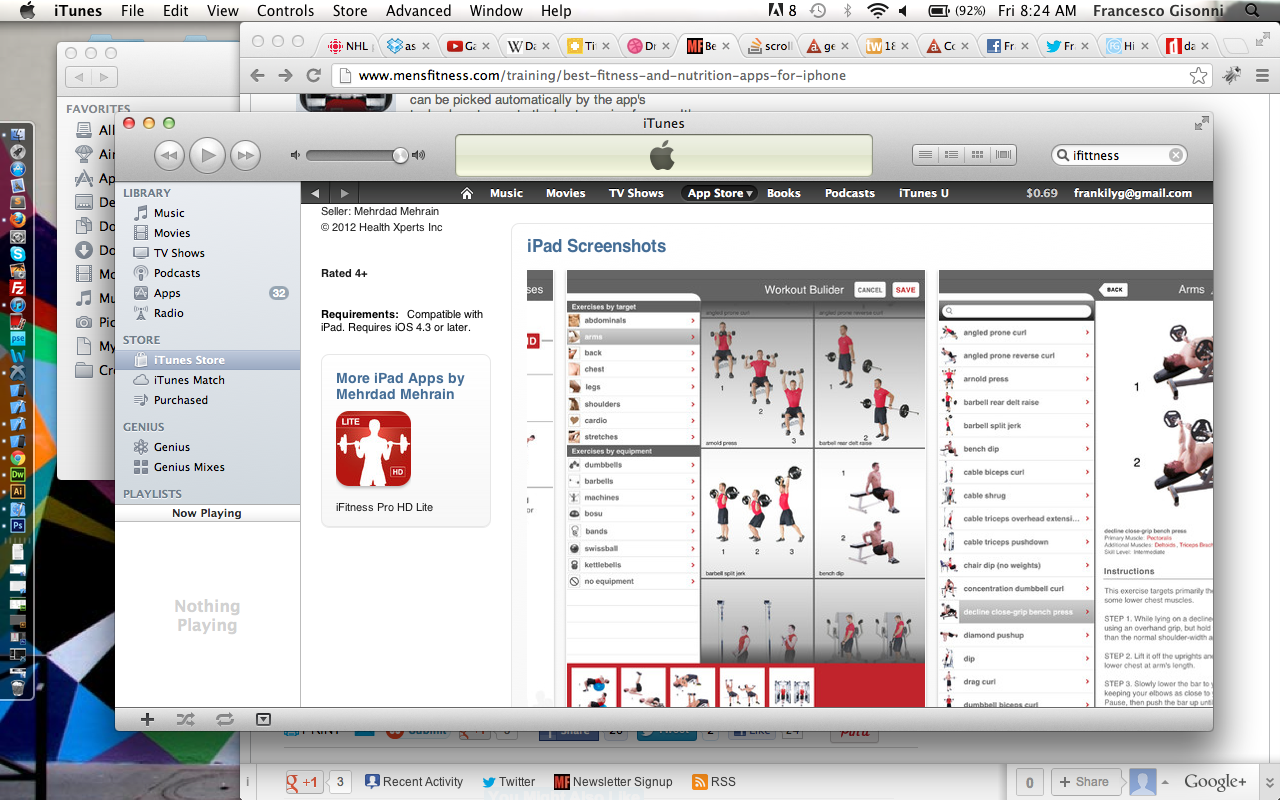 iTunes File Edit View Controls Store Advanced Window Help
8 (92%) Fri 8:24 AM Francesco Gisonni
NHL as Ga Da Ti Dr Be scroll ge 18 Co Fr Fr Hi da
www.mensfitness.com/training/best-fitness-and-nutrition-apps-for-iphone
FAVORITES
can be picked automatically by the app's
iTunes
ifittness
LIBRARY
Music
Movies
TV Shows
Podcasts
Apps 32
Radio
STORE
iTunes Store
iTunes Match
Purchased
GENIUS
Genius
Genius Mixes
PLAYLISTS
Now Playing
Nothing
Playing
Music Movies TV Shows App Store Books Podcasts iTunes U $0.69 frankilyg@gmail.com
Seller: Mehrdad Mehrain
© 2012 Health Xperts Inc
Rated 4+
Requirements: Compatible with
iPad. Requires iOS 4.3 or later.
More iPad Apps by
Mehrdad Mehrain
LITE
HD
iFitness Pro HD Lite
iPad Screenshots
Workout Bulider CANCEL SAVE
Exercises by target
abdominals
arms
back
chest
legs
shoulders
cardio
stretches
Exercises by equipment
dumbbells
barbells
machines
bosu
bands
swissball
kettlebells
no equipment
angled prone curl
angled prone reverse curl
1
2
3
arnold press
1
2
barbell rear delt raise
1 2 3
barbell split jerk
1
2
bench dip
BACK Arms
angled prone curl
angled prone reverse curl
arnold press
barbell rear delt raise
barbell split jerk
bench dip
cable biceps curl
cable shrug
cable triceps overhead extensi...
cable triceps pushdown
chair dip (no weights)
concentration dumbbell curl
decline close-grip bench press
diamond pushup
dip
drag curl
dumbbell biceps curl
1
2
decline close-grip bench press
Primary Muscle: Pectorals
Additional Muscles: Deltoids, Triceps Brach
Skill Level: Intermediate
Instructions
This exercise targets primarily the
some lower chest muscles.
STEP 1. While lying on a decline
using an overhand grip, but hold
than the normal shoulder-width a
STEP 2. Lift it off the uprights and
lower chest at arm's length.
STEP 3. Slowly lower the bar to
keeping your elbows as close to
Pause, then push the bar up until
PRINT Submit Share 20 Tweet 2 Like 24
+1 3 Recent Activity Twitter Newsletter Signup RSS 0 + Share Google+